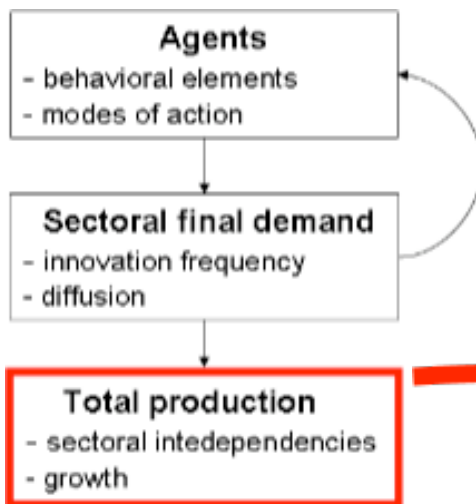 Agents
- behavioral elements
- modes of action
Sectoral final demand
- innovation frequency
- diffusion
Total production
- sectoral intedependencies
- growth